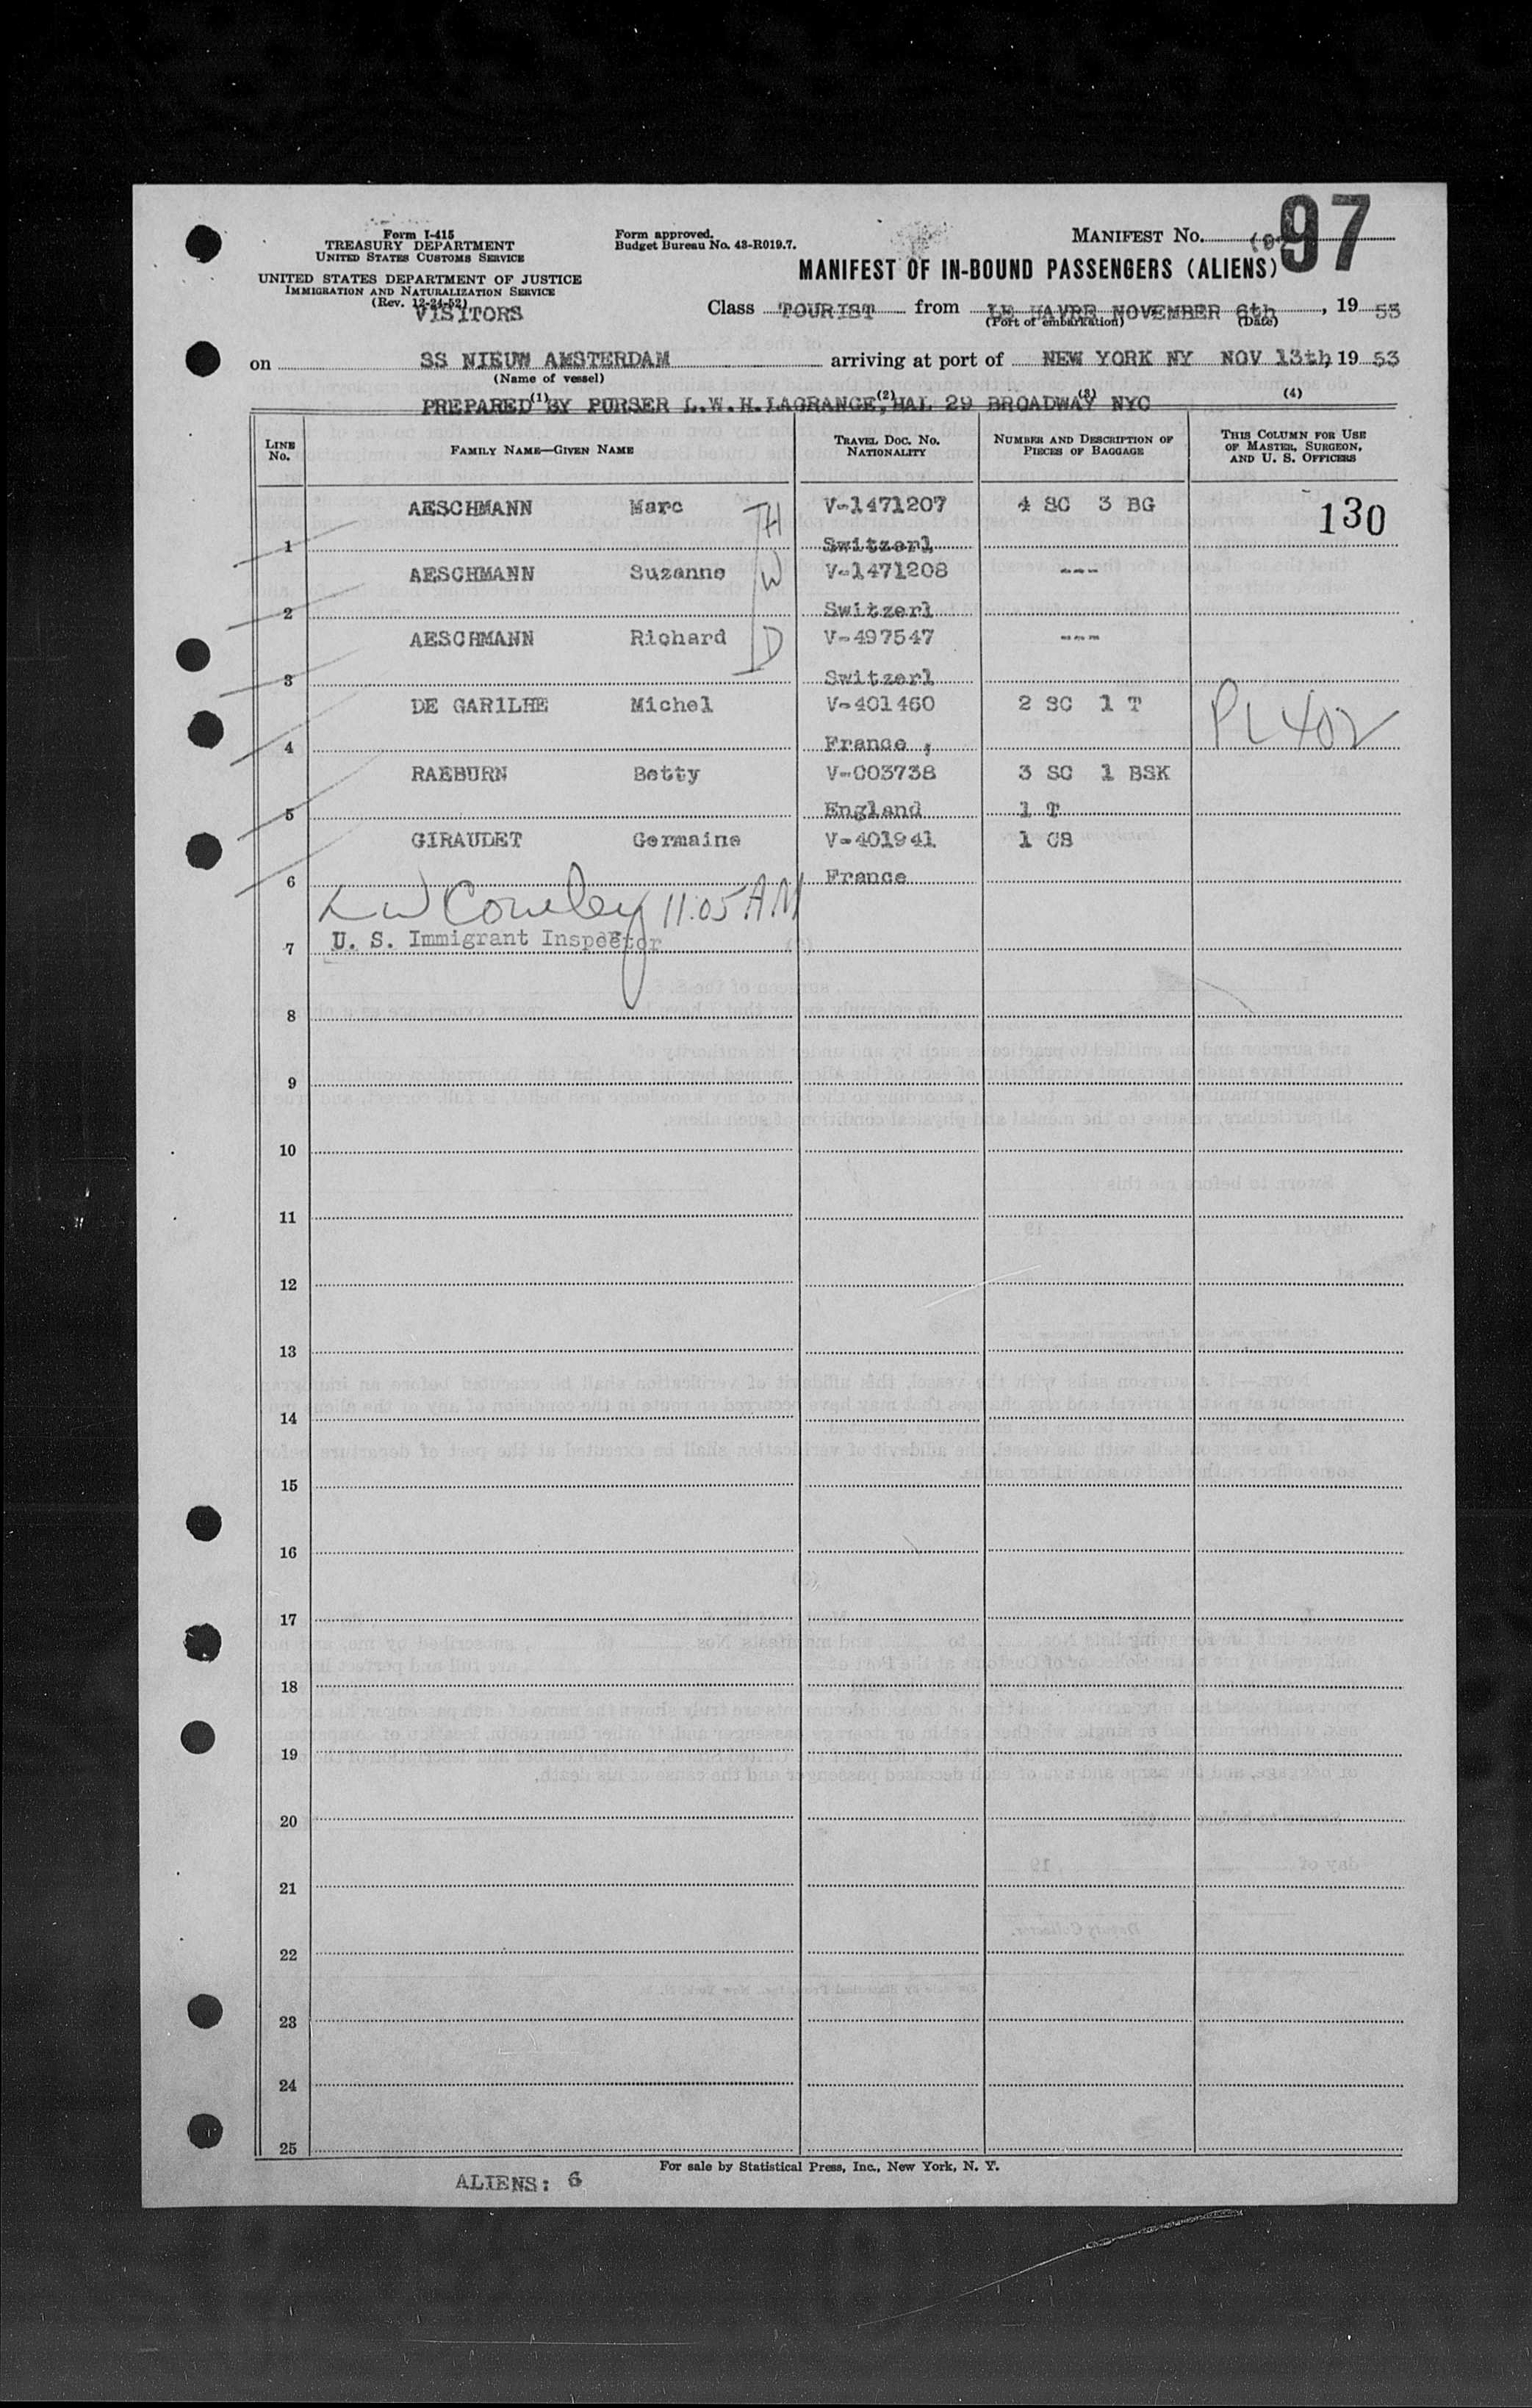 97
Form I-415
TREASURY DEPARTMENT
UNITED STATES CUSTOMS SERVICE
Form approved.
Budget Bureau No. 43-R019.7.
MANIFEST NO.
UNITED STATES DEPARTMENT OF JUSTICE
IMMIGRATION AND NATURALIZATION SERVICE
(Rev. 12-24-52)
VISITORS
MANIFEST OF IN-BOUND PASSENGERS (ALIENS)
Class TOURIST from LE HAVRE NOVEMBER 6th, 19 53
(Port of embarkation) (Date)
on SS NIEUW AMSTERDAM arriving at port of NEW YORK NY NOV 13th, 19 53
(Name of vessel)
(1) (2) (3) (4)
PREPARED BY PURSER L.W.H.LAGRANGE, HAL 29 BROADWAY NYC
LINE NO. FAMILY NAME—GIVEN NAME TRAVEL DOC. NO. NATIONALITY NUMBER AND DESCRIPTION OF PIECES OF BAGGAGE THIS COLUMN FOR USE OF MASTER, SURGEON, AND U. S. OFFICERS
AESCHMANN Marc H V-1471207 4 SC 3 BG 130
1 Switzerl
AESCHMANN Suzanne W V-1471208 ---
2 Switzerl
AESCHMANN Richard D V-497547 ---
3 Switzerl
DE GARILHE Michel V-401460 2 SC 1 T PL 402
4 France ,
RAEBURN Betty V-003738 3 SC 1 BSK
5 England 1 T
GIRAUDET Germaine V-401941 1 CS
6 France
L W Cowley 11.05 AM
7 U. S. Immigrant Inspector
8
9
10
11
12
13
14
15
16
17
18
19
20
21
22
23
24
25
For sale by Statistical Press, Inc., New York, N. Y.
ALIENS: 6